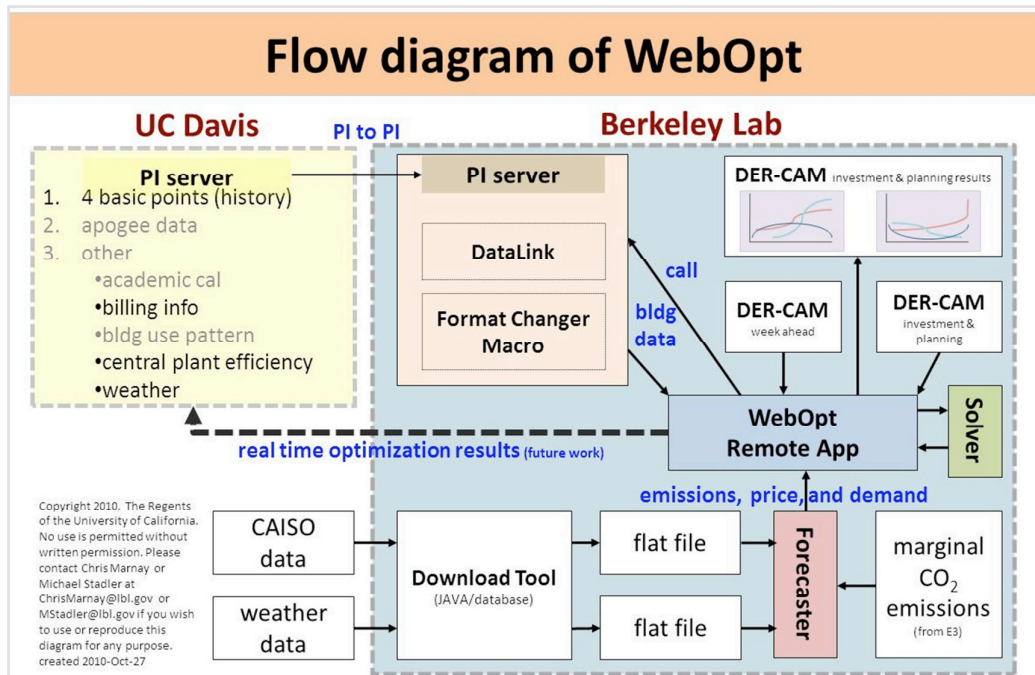 Flow diagram of WebOpt
UC Davis
PI to PI
Berkeley Lab
PI server
1. 4 basic points (history)
2. apogee data
3. other
•academic cal
•billing info
•bldg use pattern
•central plant efficiency
•weather
PI server
DataLink
Format Changer
Macro
call
bldg
data
DER-CAM investment & planning results
DER-CAM
week ahead
DER-CAM
investment &
planning
WebOpt
Remote App
Solver
real time optimization results (future work)
emissions, price, and demand
Copyright 2010. The Regents
of the University of California.
No use is permitted without
written permission. Please
contact Chris Marnay or
Michael Stadler at
ChrisMarnay@lbl.gov or
MStadler@lbl.gov if you wish
to use or reproduce this
diagram for any purpose.
created 2010-Oct-27
CAISO
data
weather
data
Download Tool
(JAVA/database)
flat file
flat file
Forecaster
marginal
CO2
emissions
(from E3)